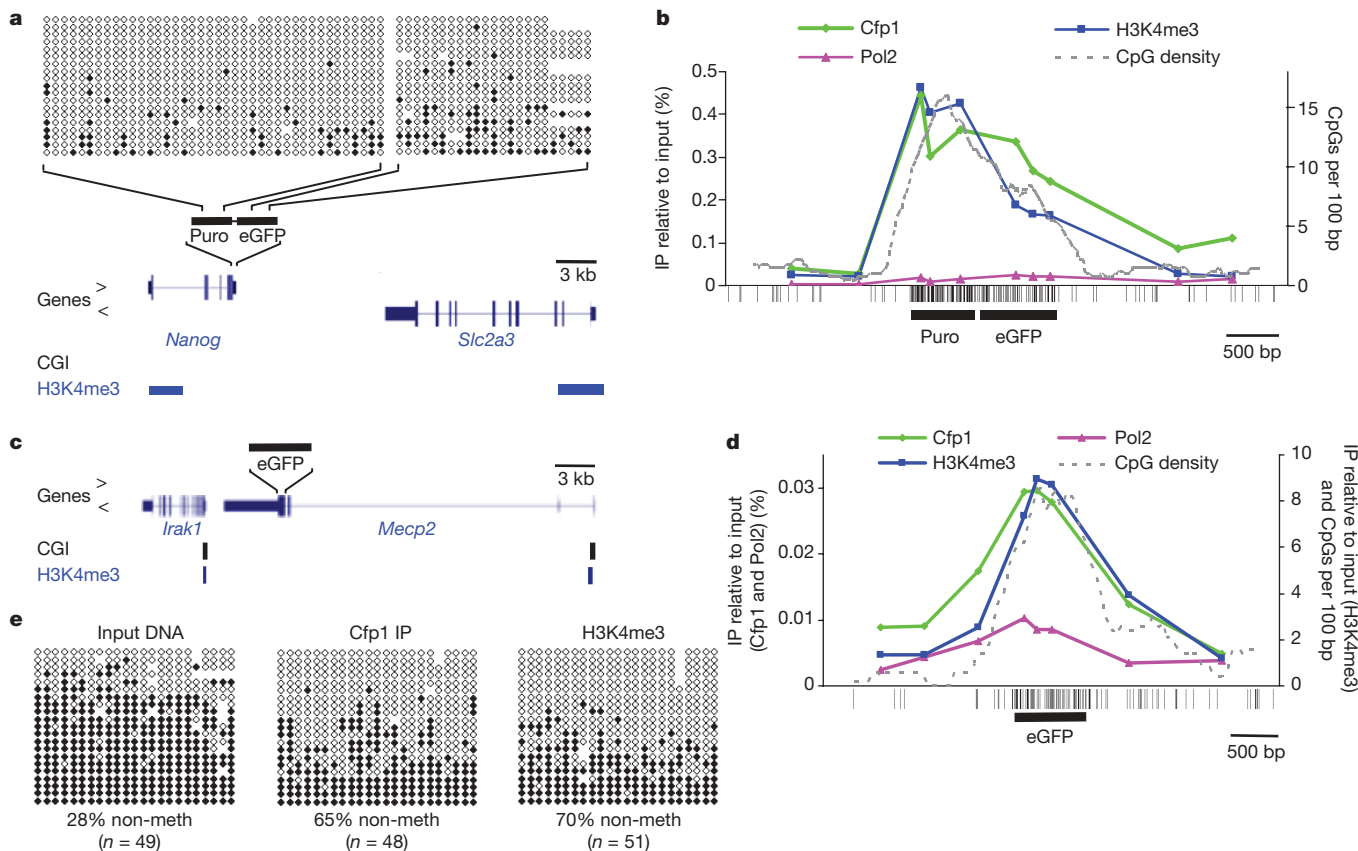 a
Puro
eGFP
3 kb
Genes
>
<
Nanog
Slc2a3
CGI
H3K4me3
b
Cfp1
H3K4me3
Pol2
CpG density
IP relative to input (%)
0.5
0.4
0.3
0.2
0.1
0
CpGs per 100 bp
15
10
5
0
Puro
eGFP
500 bp
c
eGFP
3 kb
Genes
>
<
Irak1
Mecp2
CGI
H3K4me3
d
Cfp1
Pol2
H3K4me3
CpG density
IP relative to input
(Cfp1 and Pol2) (%)
0.03
0.02
0.01
0
IP relative to input (H3K4me3)
and CpGs per 100 bp
10
8
6
4
2
0
eGFP
500 bp
e
Input DNA
Cfp1 IP
H3K4me3
28% non-meth
(n = 49)
65% non-meth
(n = 48)
70% non-meth
(n = 51)